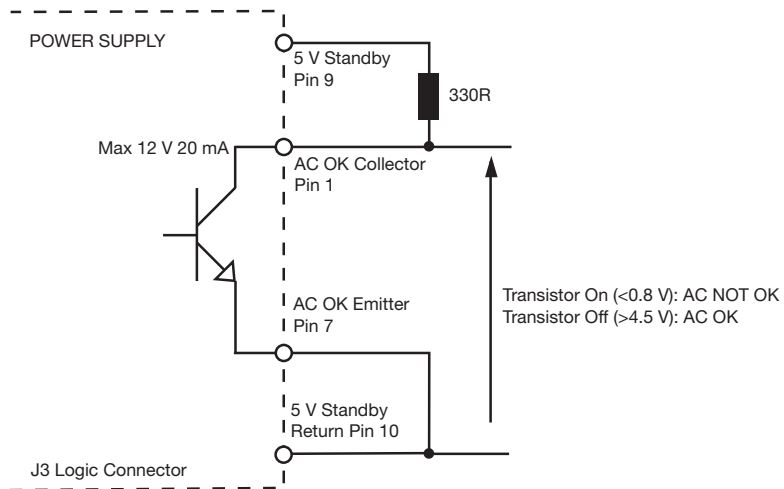 POWER SUPPLY
5 V Standby
Pin 9
330R
Max 12 V 20 mA
AC OK Collector
Pin 1
Transistor On (<0.8 V): AC NOT OK
Transistor Off (>4.5 V): AC OK
AC OK Emitter
Pin 7
5 V Standby
Return Pin 10
J3 Logic Connector